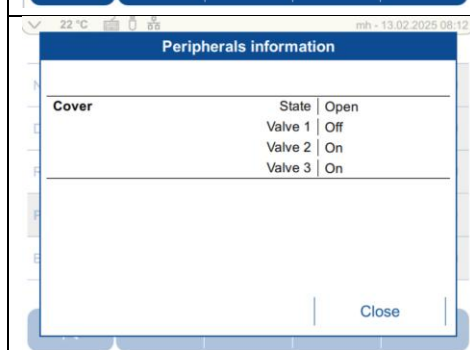 22 °C mh - 13.02.2025 08:12
Peripherals information
Cover State Open
Valve 1 Off
Valve 2 On
Valve 3 On
Close